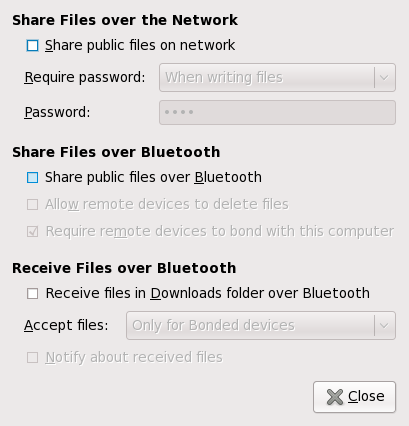 Share Files over the Network
Share public files on network
Require password: When writing files
Password: ••••
Share Files over Bluetooth
Share public files over Bluetooth
Allow remote devices to delete files
Require remote devices to bond with this computer
Receive Files over Bluetooth
Receive files in Downloads folder over Bluetooth
Accept files: Only for Bonded devices
Notify about received files
Close